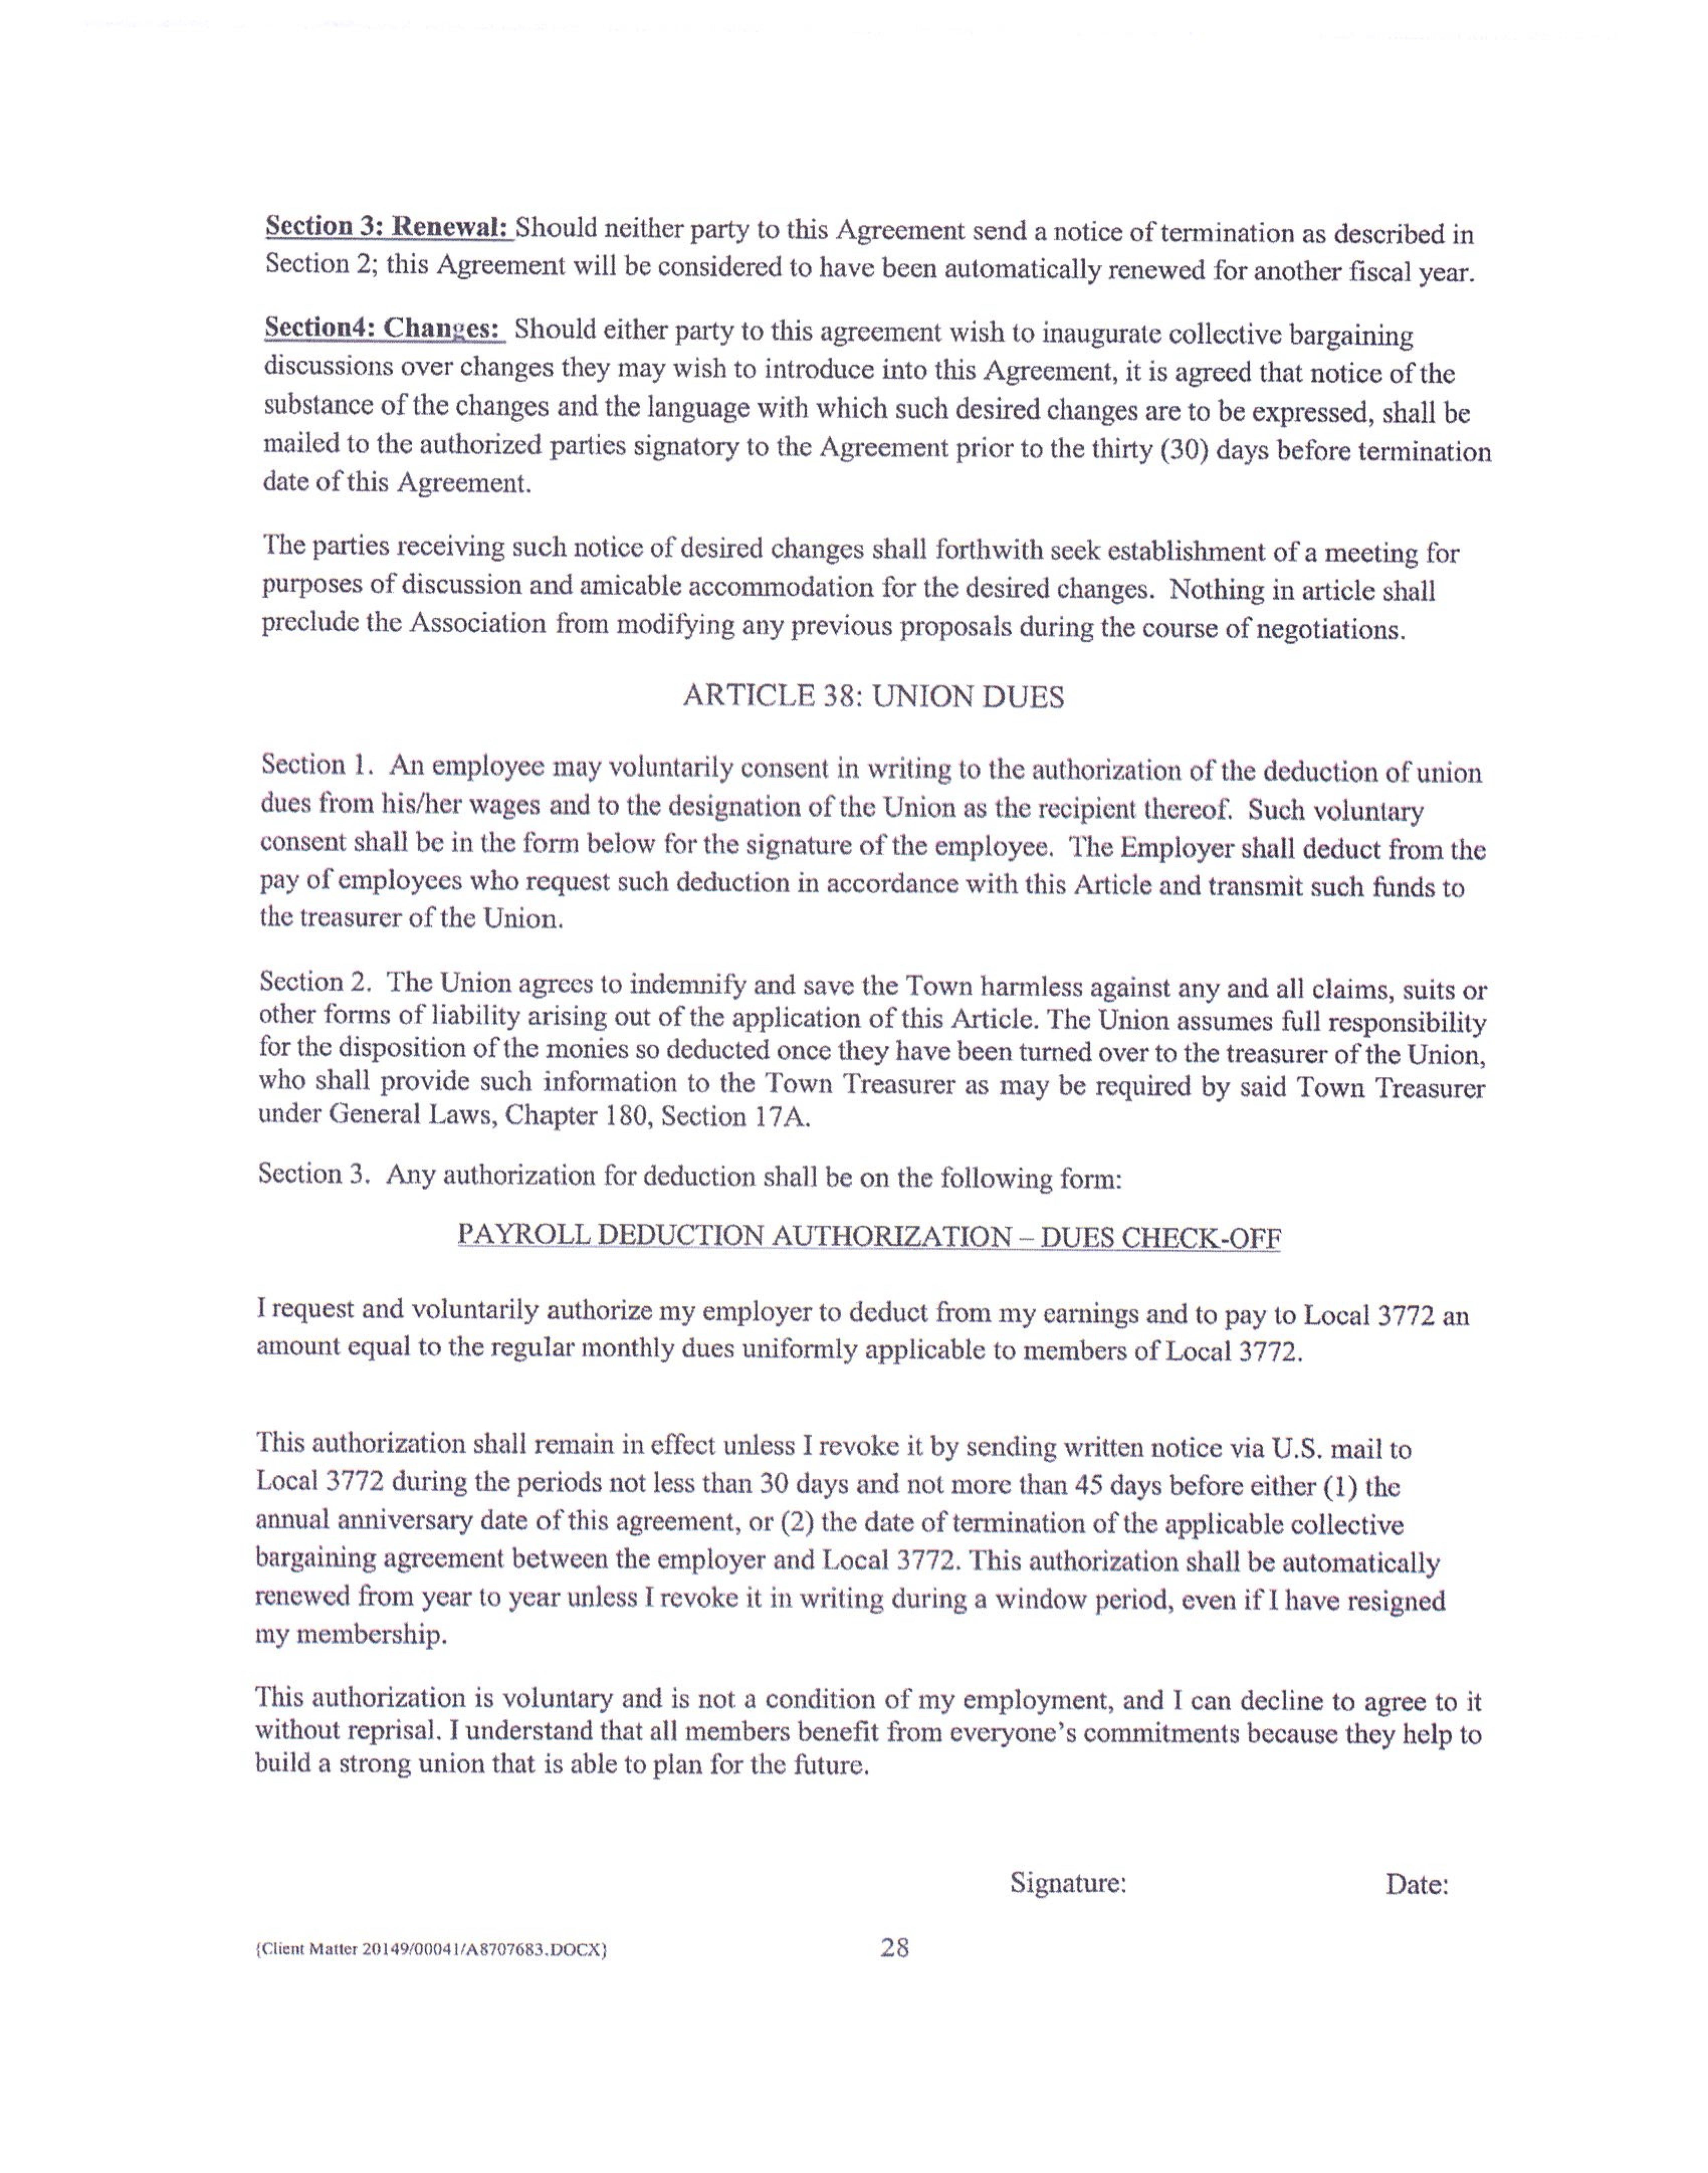 Section 3: Renewal: Should neither party to this Agreement send a notice of termination as described in
Section 2; this Agreement will be considered to have been automatically renewed for another fiscal year.
Section4: Changes: Should either party to this agreement wish to inaugurate collective bargaining
discussions over changes they may wish to introduce into this Agreement, it is agreed that notice of the
substance of the changes and the language with which such desired changes are to be expressed, shall be
mailed to the authorized parties signatory to the Agreement prior to the thirty (30) days before termination
date of this Agreement.
The parties receiving such notice of desired changes shall forthwith seek establishment of a meeting for
purposes of discussion and amicable accommodation for the desired changes. Nothing in article shall
preclude the Association from modifying any previous proposals during the course of negotiations.
ARTICLE 38: UNION DUES
Section 1. An employee may voluntarily consent in writing to the authorization of the deduction of union
dues from his/her wages and to the designation of the Union as the recipient thereof. Such voluntary
consent shall be in the form below for the signature of the employee. The Employer shall deduct from the
pay of employees who request such deduction in accordance with this Article and transmit such funds to
the treasurer of the Union.
Section 2. The Union agrees to indemnify and save the Town harmless against any and all claims, suits or
other forms of liability arising out of the application of this Article. The Union assumes full responsibility
for the disposition of the monies so deducted once they have been turned over to the treasurer of the Union,
who shall provide such information to the Town Treasurer as may be required by said Town Treasurer
under General Laws, Chapter 180, Section 17A.
Section 3. Any authorization for deduction shall be on the following form:
PAYROLL DEDUCTION AUTHORIZATION – DUES CHECK-OFF
I request and voluntarily authorize my employer to deduct from my earnings and to pay to Local 3772 an
amount equal to the regular monthly dues uniformly applicable to members of Local 3772.
This authorization shall remain in effect unless I revoke it by sending written notice via U.S. mail to
Local 3772 during the periods not less than 30 days and not more than 45 days before either (1) the
annual anniversary date of this agreement, or (2) the date of termination of the applicable collective
bargaining agreement between the employer and Local 3772. This authorization shall be automatically
renewed from year to year unless I revoke it in writing during a window period, even if I have resigned
my membership.
This authorization is voluntary and is not a condition of my employment, and I can decline to agree to it
without reprisal. I understand that all members benefit from everyone's commitments because they help to
build a strong union that is able to plan for the future.
Signature: Date:
{Client Matter 20149/00041/A8707683.DOCX} 28